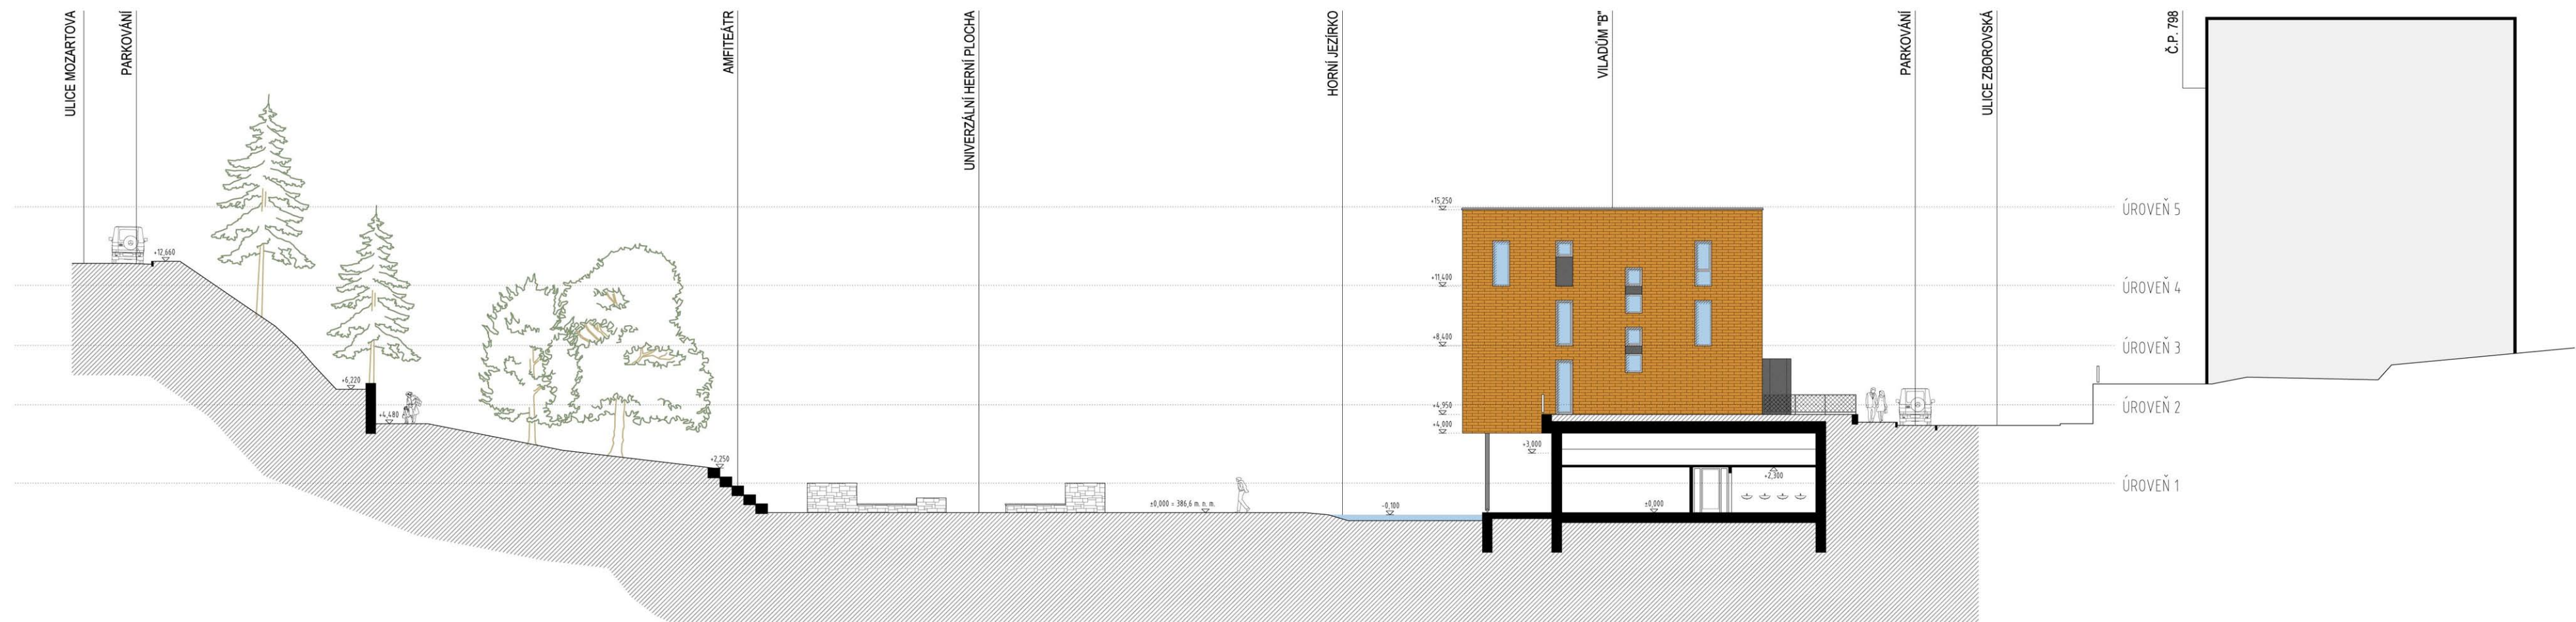 ULICE MOZARTOVA
PARKOVÁNÍ
AMFITEÁTR
UNIVERZÁLNÍ HERNÍ PLOCHA
HORNÍ JEZÍRKO
VILADŮM "B"
PARKOVÁNÍ
ULICE ZBOROVSKÁ
Č.P. 798
+15,250
ÚROVEŇ 5
+12,660
+11,400
ÚROVEŇ 4
+8,400
ÚROVEŇ 3
+6,220
+4,480
+4,950
ÚROVEŇ 2
+4,000
+3,000
+2,250
+2,300
ÚROVEŇ 1
±0,000 = 386,6 m. n. m.
-0,100
±0,000